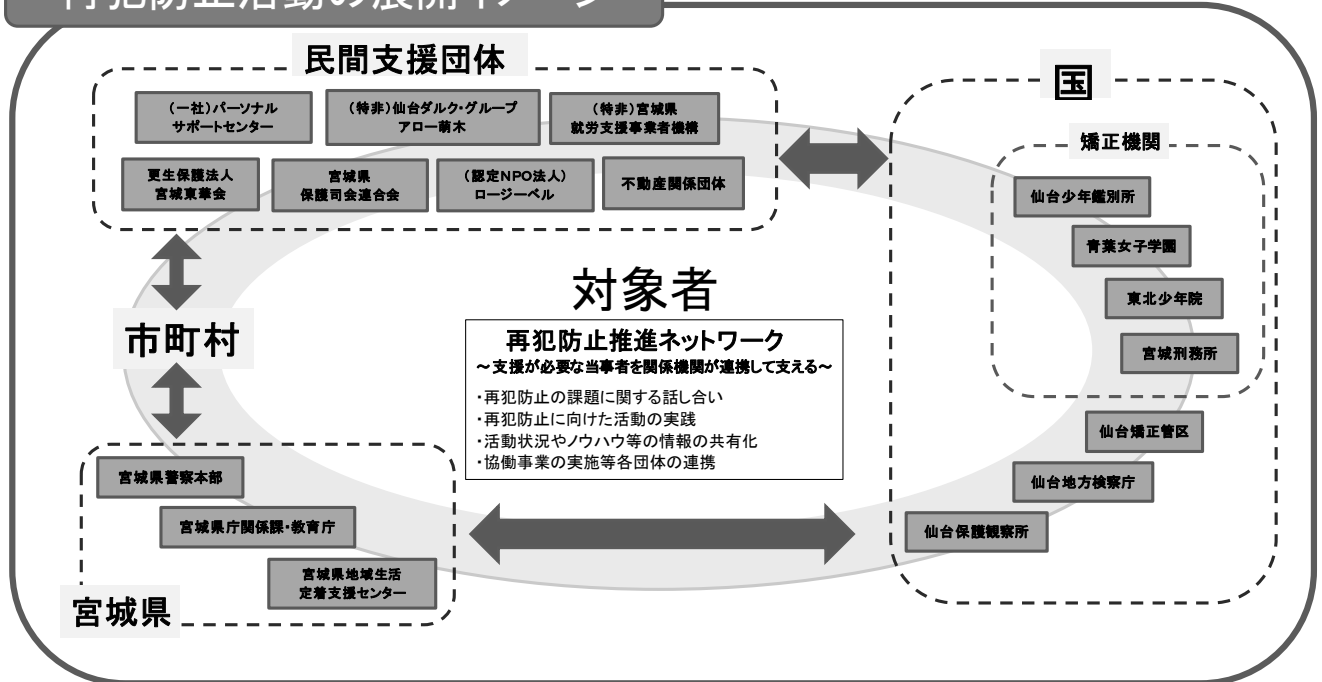 再犯防止活動の展開イメージ
民間支援団体
（一社）パーソナル
サポートセンター
（特非）仙台ダルク・グループ
アロー萌木
（特非）宮城県
就労支援事業者機構
更生保護法人
宮城東華会
宮城県
保護司会連合会
（認定NPO法人）
ロージーベル
不動産関係団体
国
矯正機関
仙台少年鑑別所
青葉女子学園
東北少年院
宮城刑務所
仙台矯正管区
仙台地方検察庁
仙台保護観察所
市町村
対象者
再犯防止推進ネットワーク
～支援が必要な当事者を関係機関が連携して支える～
・再犯防止の課題に関する話し合い
・再犯防止に向けた活動の実践
・活動状況やノウハウ等の情報の共有化
・協働事業の実施等各団体の連携
宮城県警察本部
宮城県庁関係課・教育庁
宮城県地域生活
定着支援センター
宮城県